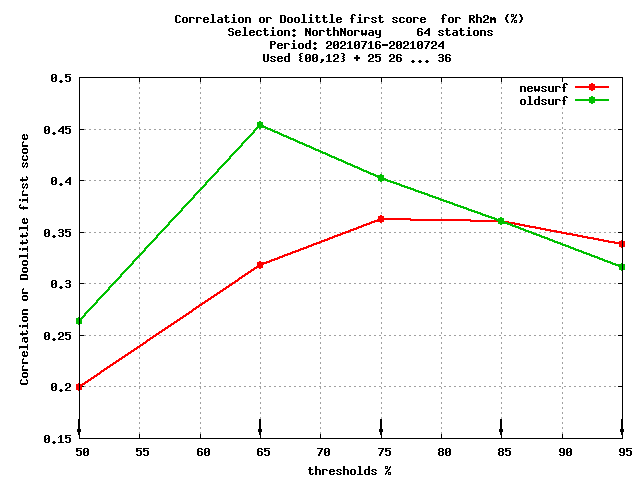 Correlation or Doolittle first score  for Rh2m (%)
Selection: NorthNorway     64 stations
Period: 20210716-20210724
Used {00,12} + 25 26 ... 36
newsurf
oldsurf
Correlation or Doolittle first score
0.5
0.45
0.4
0.35
0.3
0.25
0.2
0.15
50 55 60 65 70 75 80 85 90 95
thresholds %